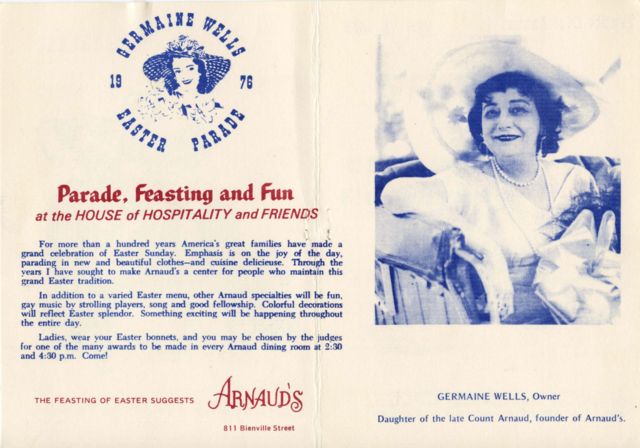 GERMAINE WELLS
19 76
EASTER PARADE
Parade, Feasting and Fun
at the HOUSE of HOSPITALITY and FRIENDS
For more than a hundred years America's great families have made a
grand celebration of Easter Sunday. Emphasis is on the joy of the day,
parading in new and beautiful clothes—and cuisine delicieuse. Through the
years I have sought to make Arnaud's a center for people who maintain this
grand Easter tradition.
In addition to a varied Easter menu, other Arnaud specialties will be fun,
gay music by strolling players, song and good fellowship. Colorful decorations
will reflect Easter splendor. Something exciting will be happening throughout
the entire day.
Ladies, wear your Easter bonnets, and you may be chosen by the judges
for one of the many awards to be made in every Arnaud dining room at 2:30
and 4:30 p.m. Come!
THE FEASTING OF EASTER SUGGESTS ARNAUD'S
811 Bienville Street
GERMAINE WELLS, Owner
Daughter of the late Count Arnaud, founder of Arnaud's.